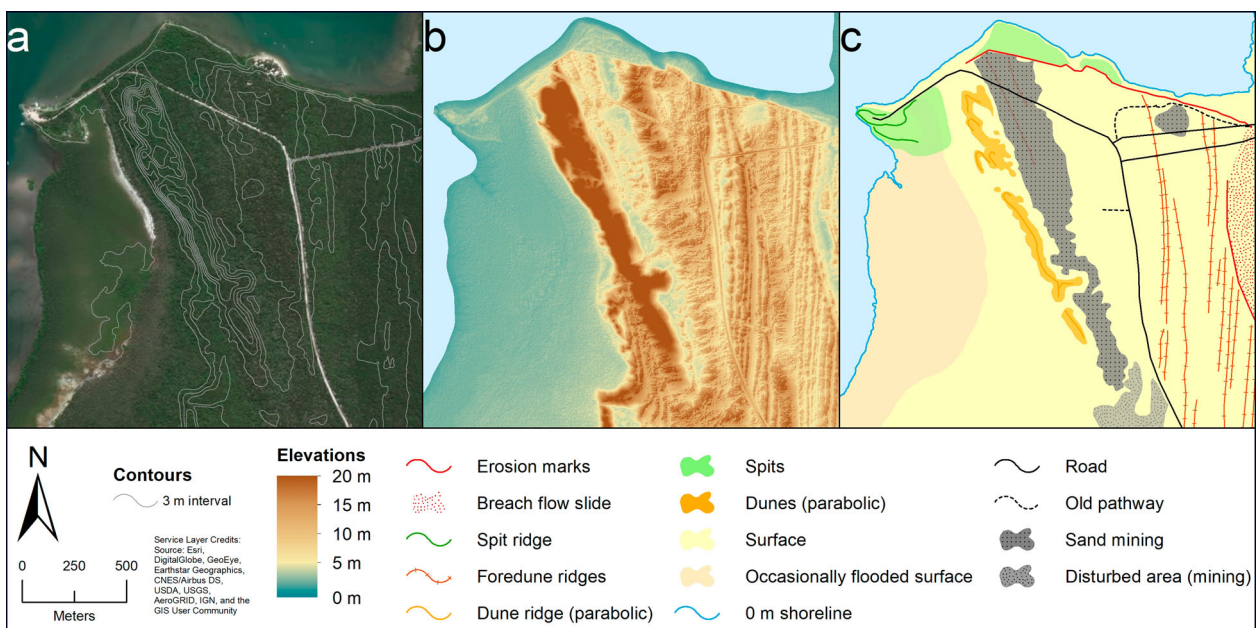 a
b
c
N
Contours
3 m interval
Service Layer Credits:
Source: Esri,
DigitalGlobe, GeoEye,
Earthstar Geographics,
CNES/Airbus DS,
USDA, USGS,
AeroGRID, IGN, and the
GIS User Community
0 250 500
Meters
Elevations
20 m
15 m
10 m
5 m
0 m
Erosion marks
Breach flow slide
Spit ridge
Foredune ridges
Dune ridge (parabolic)
Spits
Dunes (parabolic)
Surface
Occasionally flooded surface
0 m shoreline
Road
Old pathway
Sand mining
Disturbed area (mining)